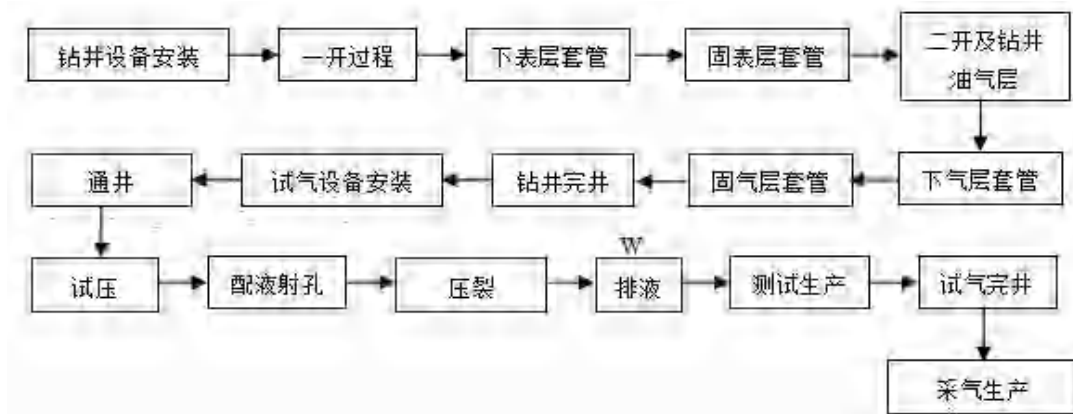 钻井设备安装
一开过程
下表层套管
固表层套管
二开及钻井
油气层
通井
试气设备安装
钻井完井
固气层套管
下气层套管
W
试压
配液射孔
压裂
排液
测试生产
试气完井
采气生产